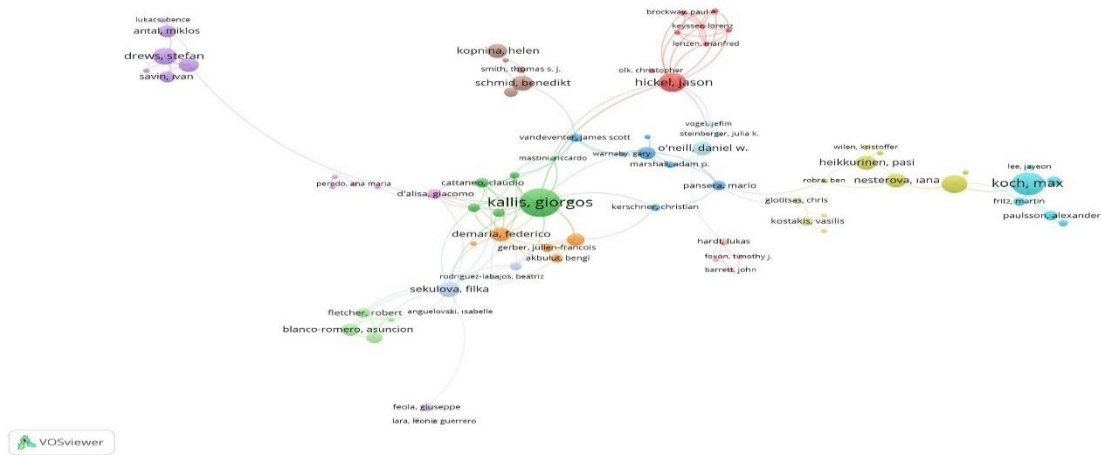 lukacs, bence
antal, miklos
drews, stefan
savin, ivan
kopnina, helen
smith, thomas s. j.
schmid, benedikt
brockway, paul
keysser, lorenz
lenzen, manfred
olk, christopher
hickel, jason
vogel, jefim
steinberger, julia k.
o'neill, daniel w.
vandeventer, james scott
warnaby, gary
marshall, adam p.
mastini, riccardo
pansera, mario
wilen, kristoffer
heikkurinen, pasi
robra, ben
nesterova, iana
lee, jayeon
koch, max
fritz, martin
paulsson, alexander
giotitsas, chris
kostakis, vasilis
peredo, ana maria
d'alisa, giacomo
cattaneo, claudio
kallis, giorgos
kerschner, christian
demaria, federico
gerber, julien-francois
akbulut, bengi
hardt, lukas
foxon, timothy j.
barrett, john
rodriguez-labajos, beatriz
sekulova, filka
fletcher, robert
anguelovski, isabelle
blanco-romero, asuncion
feola, giuseppe
lara, léonie guerrero
VOSviewer